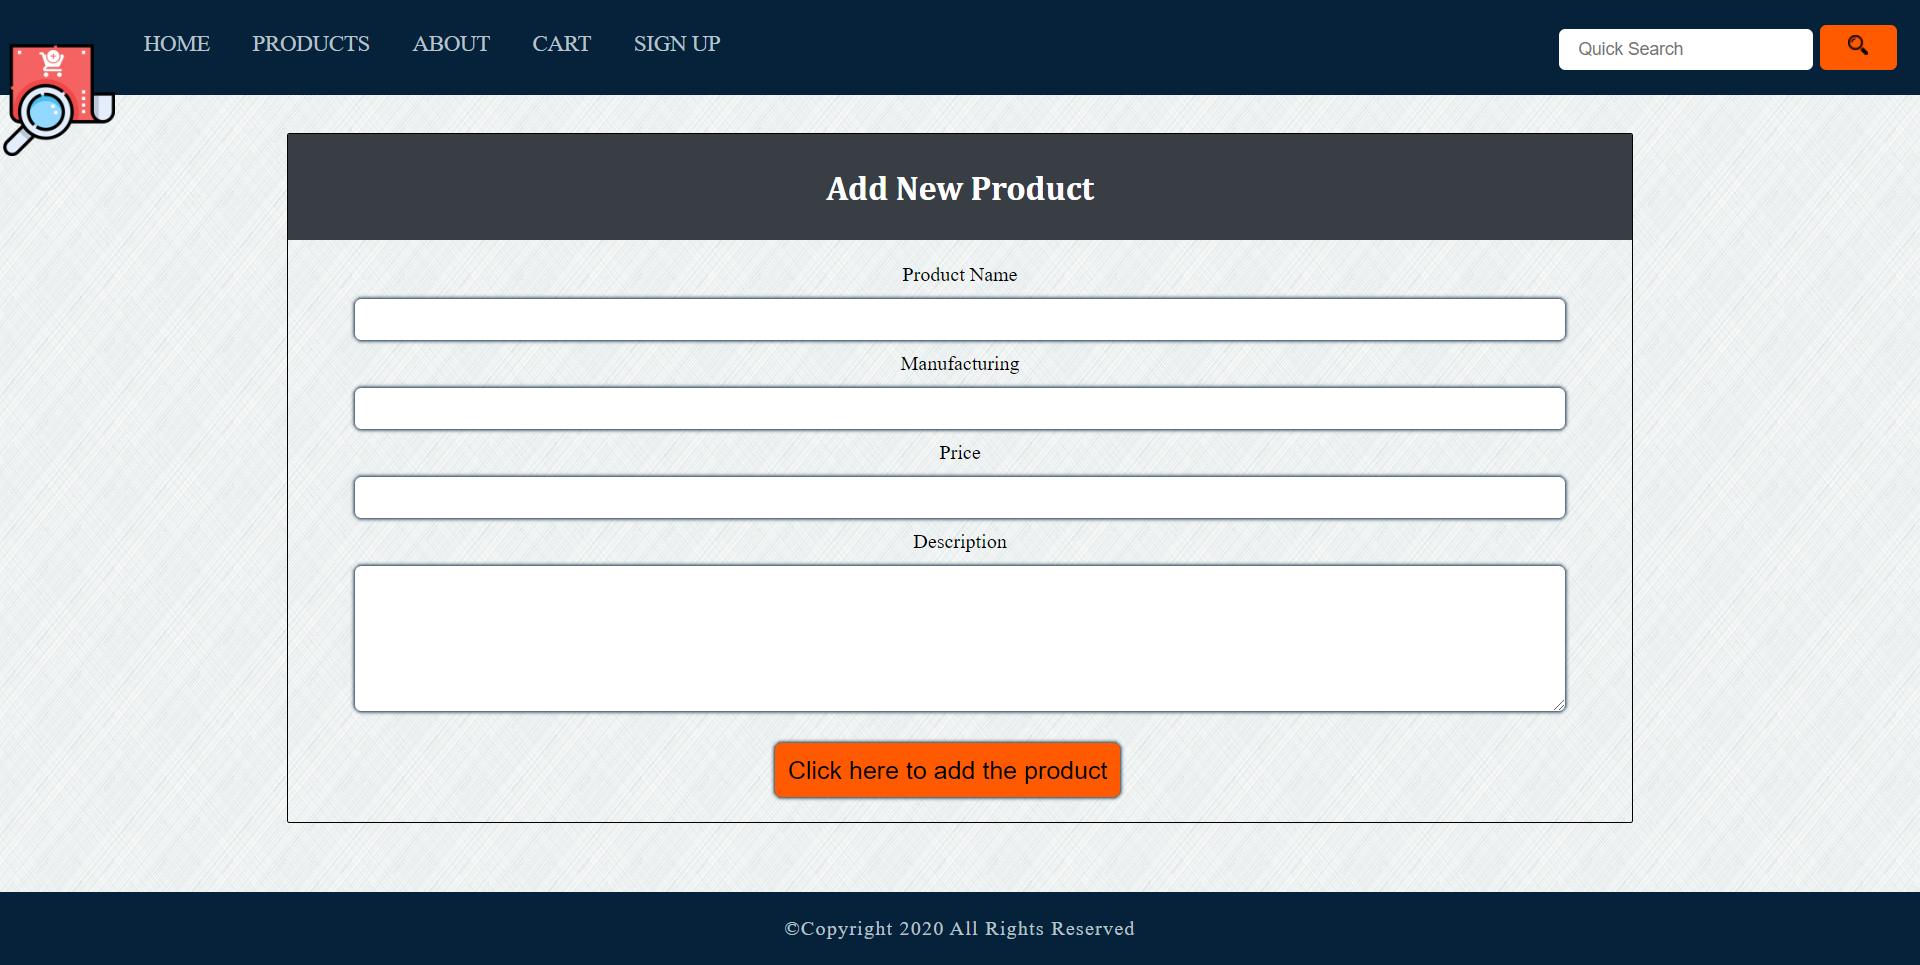 HOME PRODUCTS ABOUT CART SIGN UP
Quick Search
Add New Product
Product Name
Manufacturing
Price
Description
Click here to add the product
©Copyright 2020 All Rights Reserved